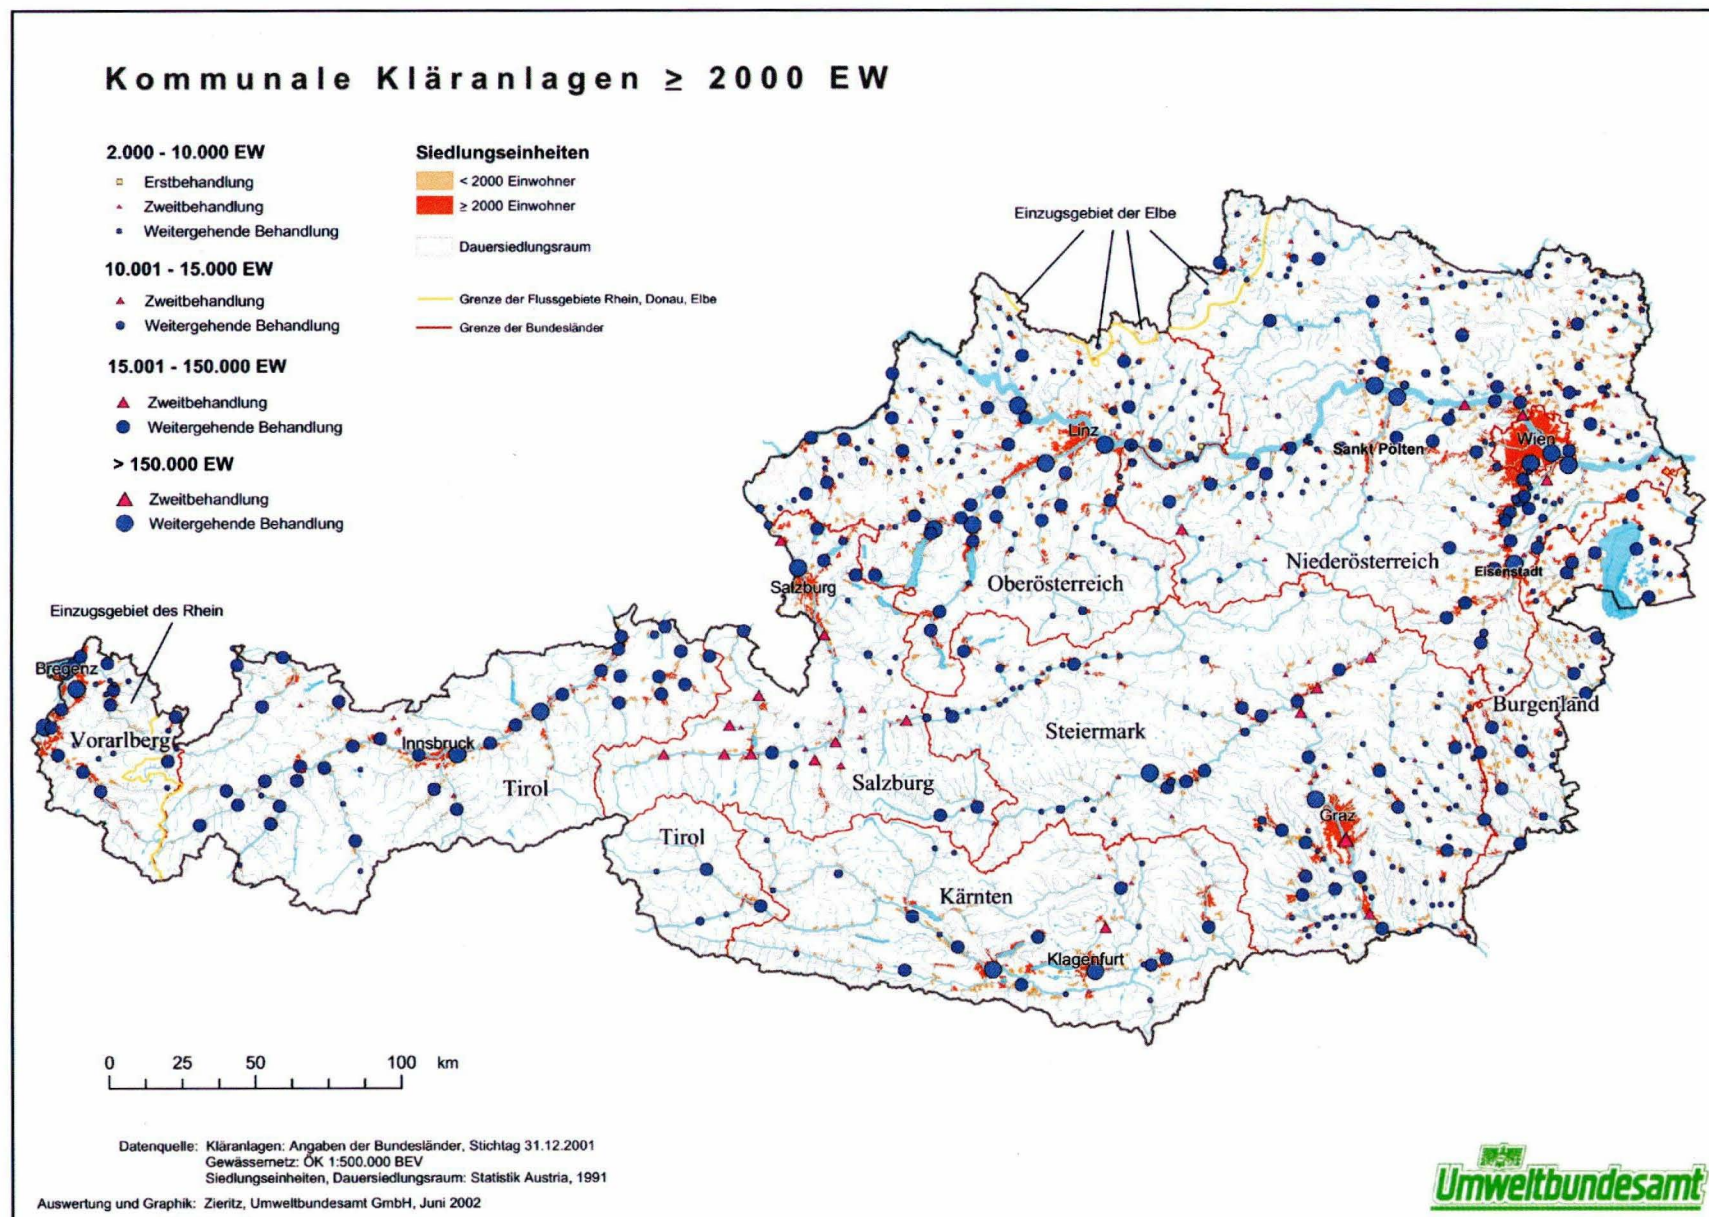 Kommunale Kläranlagen ≥ 2000 EW
2.000 - 10.000 EW
Erstbehandlung
Zweitbehandlung
Weitergehende Behandlung
10.001 - 15.000 EW
Zweitbehandlung
Weitergehende Behandlung
15.001 - 150.000 EW
Zweitbehandlung
Weitergehende Behandlung
> 150.000 EW
Zweitbehandlung
Weitergehende Behandlung
Siedlungseinheiten
< 2000 Einwohner
≥ 2000 Einwohner
Dauersiedlungsraum
Grenze der Flussgebiete Rhein, Donau, Elbe
Grenze der Bundesländer
Einzugsgebiet der Elbe
Linz
Sankt Pölten
Wien
Niederösterreich
Eisenstadt
Oberösterreich
Salzburg
Einzugsgebiet des Rhein
Bregenz
Vorarlberg
Innsbruck
Tirol
Salzburg
Steiermark
Burgenland
Graz
Tirol
Kärnten
Klagenfurt
0 25 50 100 km
Datenquelle: Kläranlagen: Angaben der Bundesländer, Stichtag 31.12.2001
Gewässernetz: ÖK 1:500.000 BEV
Siedlungseinheiten, Dauersiedlungsraum: Statistik Austria, 1991
Auswertung und Graphik: Zieritz, Umweltbundesamt GmbH, Juni 2002
Umweltbundesamt